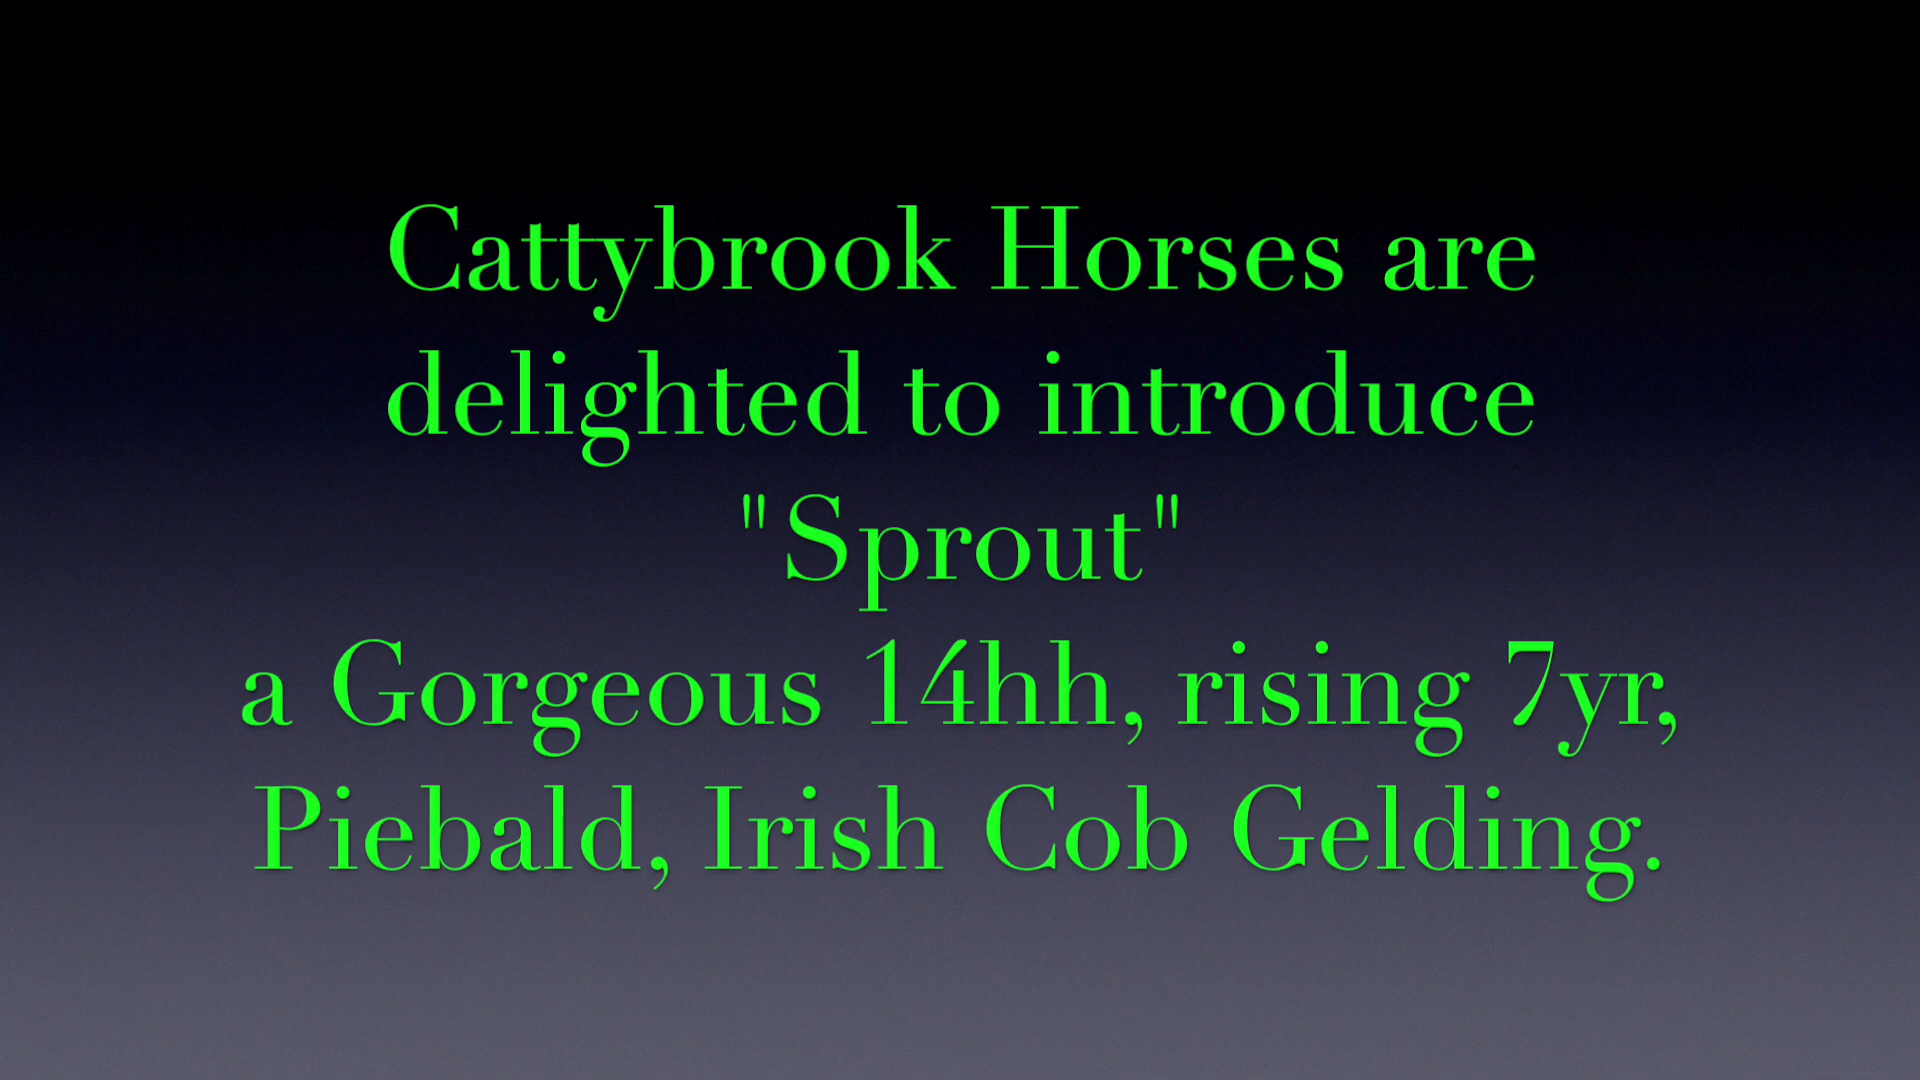 Cattybrook Horses are
delighted to introduce
"Sprout"
a Gorgeous 14hh, rising 7yr,
Piebald, Irish Cob Gelding.